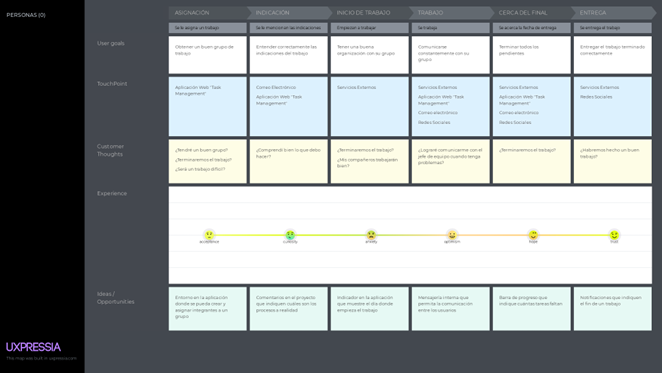 PERSONAS (0)
ASIGNACIÓN
INDICACIÓN
INICIO DE TRABAJO
TRABAJO
CERCA DEL FINAL
ENTREGA
Se le asigna un trabajo
Se le mencionan las indicaciones
Empiezan a trabajar
Se trabaja
Se acerca la fecha de entrega
Se entrega el trabajo
User goals
Obtener un buen grupo de
trabajo
Entender correctamente las
indicaciones del trabajo
Tener una buena
organización con su grupo
Comunicarse
constantemente con su
grupo
Terminar todos los
pendientes
Entregar el trabajo terminado
correctamente
TouchPoint
Aplicación Web "Task
Management"
Correo Electrónico
Aplicación Web "Task
Management"
Servicios Externos
Servicios Externos
Aplicación Web "Task
Management"
Correo electrónico
Redes Sociales
Servicios Externos
Aplicación Web "Task
Management"
Correo electrónico
Redes Sociales
Servicios Externos
Redes Sociales
Customer
Thoughts
¿Tendré un buen grupo?
¿Terminaremos el trabajo?
¿Será un trabajo difícil?
¿Comprendí bien lo que debo
hacer?
¿Terminaremos el trabajo?
¿Mis compañeros trabajarán
bien?
¿Lograré comunicarme con el
jefe de equipo cuando tenga
problemas?
¿Terminaremos el trabajo?
¿Habremos hecho un buen
trabajo?
Experience
acceptance
curiosity
anxiety
optimism
hope
trust
Ideas /
Opportunities
Entorno en la aplicación
donde se pueda crear y
asignar integrantes a un
grupo
Comentarios en el proyecto
que indiquen cuáles son los
procesos a realizar
Indicador en la aplicación
que muestre el día donde
empieza el trabajo
Mensajería interna que
permita la comunicación
entre los usuarios
Barra de progreso que
indique cuántas tareas faltan
Notificaciones que indiquen
el fin de un trabajo
UXPRESSIA
This map was built in uxpressia.com